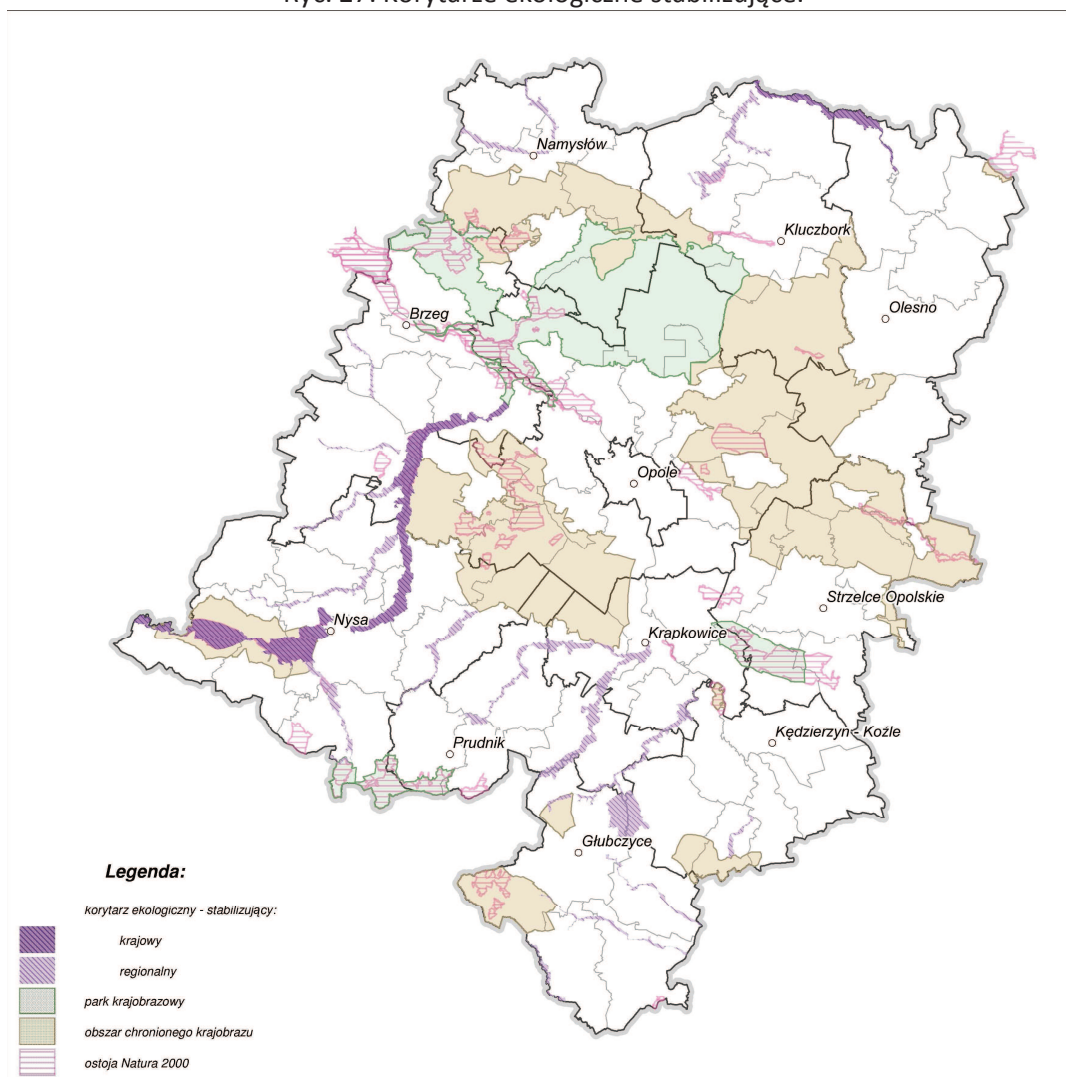 Ryc. 27. Korytarze ekologiczne stabilizujące.
Namysłów
Kluczbork
Olesno
Brzeg
Opole
Strzelce Opolskie
Nysa
Krapkowice
Prudnik
Kędzierzyn - Koźle
Głubczyce
Legenda:
korytarz ekologiczny - stabilizujący:
krajowy
regionalny
park krajobrazowy
obszar chronionego krajobrazu
ostoja Natura 2000